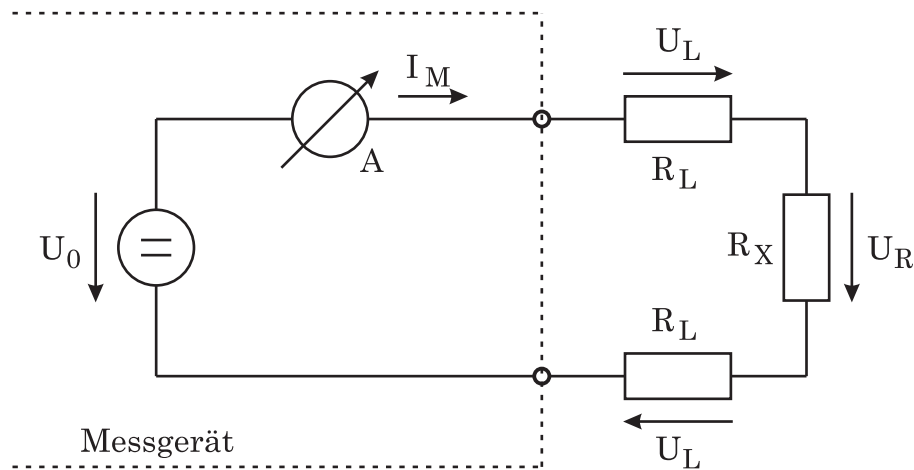 U_L
I_M
A
R_L
U_0
R_X
U_R
R_L
Messgerät
U_L